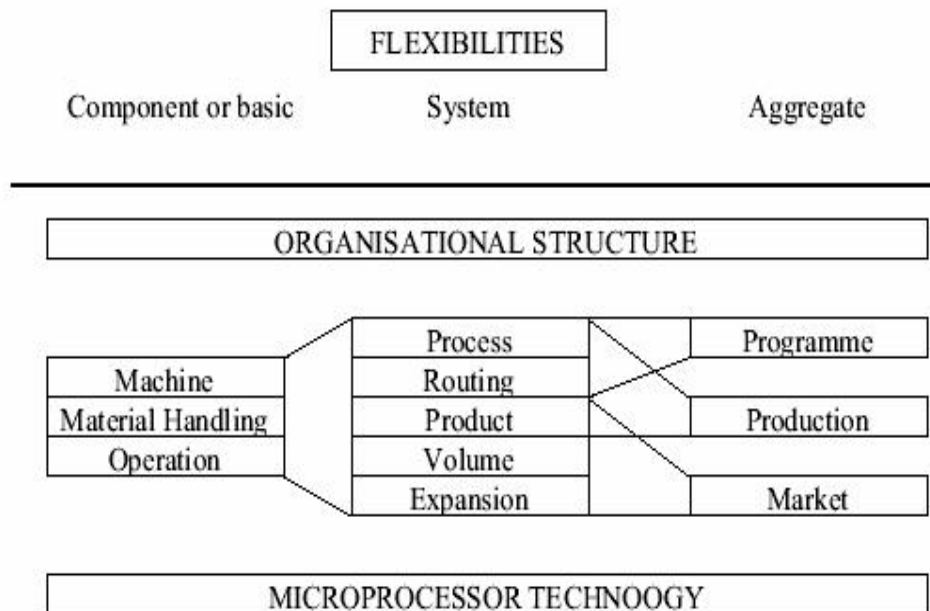 FLEXIBILITIES
Component or basic System Aggregate
ORGANISATIONAL STRUCTURE
Process Programme
Machine Routing
Material Handling Product Production
Operation Volume
Expansion Market
MICROPROCESSOR TECHNOOGY